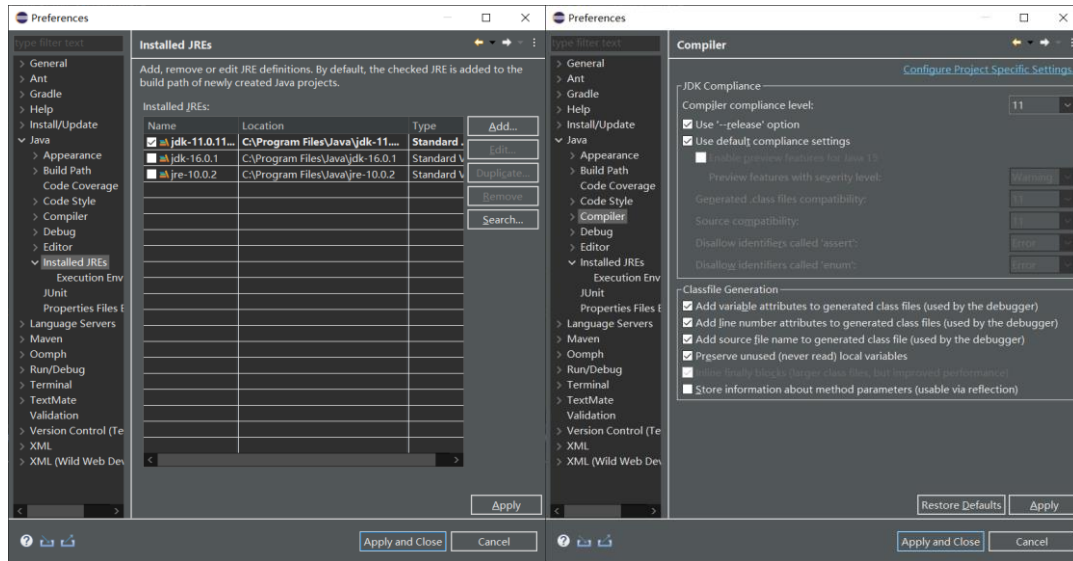 Preferences
type filter text
General
Ant
Gradle
Help
Install/Update
Java
Appearance
Build Path
Code Coverage
Code Style
Compiler
Debug
Editor
Installed JREs
Execution Env
JUnit
Properties Files E
Language Servers
Maven
Oomph
Run/Debug
Terminal
TextMate
Validation
Version Control (Te
XML
XML (Wild Web Dev
Installed JREs
Add, remove or edit JRE definitions. By default, the checked JRE is added to the
build path of newly created Java projects.
Installed JREs:
Name Location Type
jdk-11.0.11... C:\Program Files\Java\jdk-11.... Standard
jdk-16.0.1 C:\Program Files\Java\jdk-16.0.1 Standard V
jre-10.0.2 C:\Program Files\Java\jre-10.0.2 Standard V
Add...
Edit...
Duplicate...
Remove
Search...
Apply
Apply and Close
Cancel
Preferences
type filter text
General
Ant
Gradle
Help
Install/Update
Java
Appearance
Build Path
Code Coverage
Code Style
Compiler
Debug
Editor
Installed JREs
Execution Env
JUnit
Properties Files E
Language Servers
Maven
Oomph
Run/Debug
Terminal
TextMate
Validation
Version Control (Te
XML
XML (Wild Web Dev
Compiler
Configure Project Specific Settings
JDK Compliance
Compiler compliance level: 11
Use '--release' option
Use default compliance settings
Enable preview features for Java 15
Preview features with severity level: Warning
Generated .class files compatibility: 11
Source compatibility: 11
Disallow identifiers called 'assert': Error
Disallow identifiers called 'enum': Error
Classfile Generation
Add variable attributes to generated class files (used by the debugger)
Add line number attributes to generated class files (used by the debugger)
Add source file name to generated class file (used by the debugger)
Preserve unused (never read) local variables
Inline finally blocks (larger class files, but improved performance)
Store information about method parameters (usable via reflection)
Restore Defaults
Apply
Apply and Close
Cancel